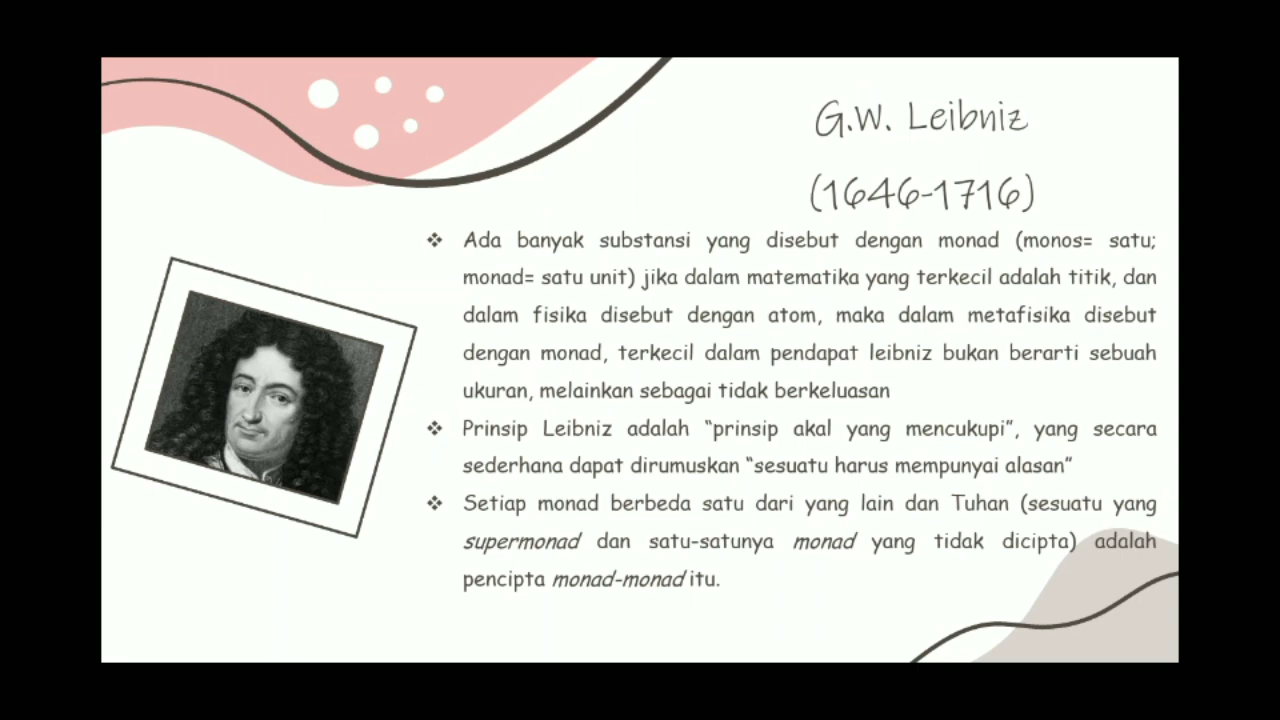 G.W. Leibniz
(1646-1716)
❖ Ada banyak substansi yang disebut dengan monad (monos= satu;
monad= satu unit) jika dalam matematika yang terkecil adalah titik, dan
dalam fisika disebut dengan atom, maka dalam metafisika disebut
dengan monad, terkecil dalam pendapat leibniz bukan berarti sebuah
ukuran, melainkan sebagai tidak berkeluasan
❖ Prinsip Leibniz adalah “prinsip akal yang mencukupi”, yang secara
sederhana dapat dirumuskan “sesuatu harus mempunyai alasan”
❖ Setiap monad berbeda satu dari yang lain dan Tuhan (sesuatu yang
supermonad dan satu-satunya monad yang tidak dicipta) adalah
pencipta monad-monad itu.